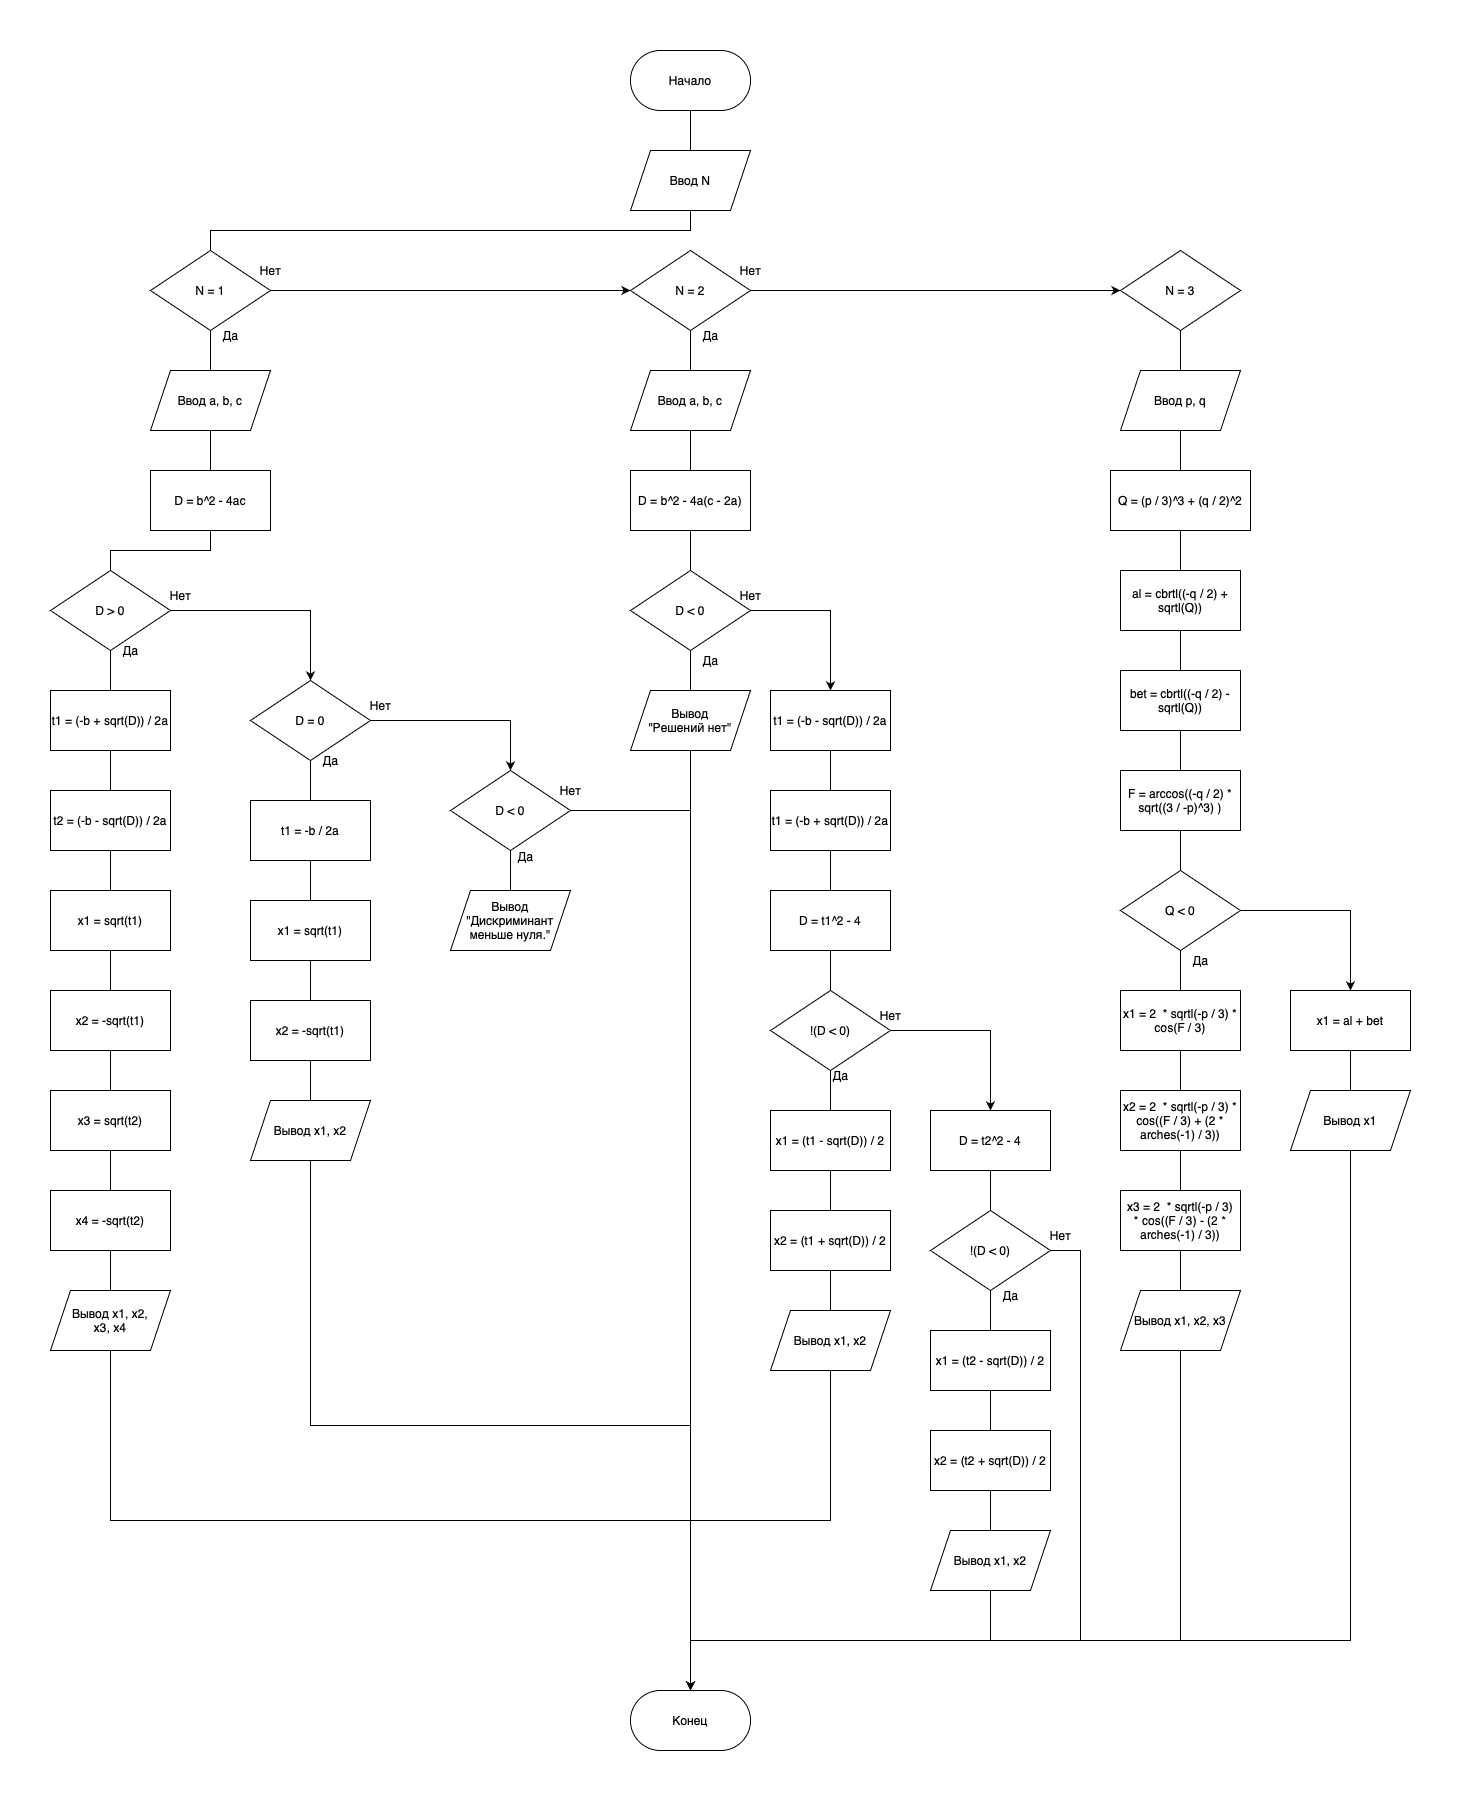 Начало
Ввод N
N = 1
Нет
Да
N = 2
Нет
Да
N = 3
Ввод a, b, c
D = b^2 - 4ac
D > 0
Нет
Да
t1 = (-b + sqrt(D)) / 2a
t2 = (-b - sqrt(D)) / 2a
x1 = sqrt(t1)
x2 = -sqrt(t1)
x3 = sqrt(t2)
x4 = -sqrt(t2)
Вывод x1, x2,
x3, x4
D = 0
Нет
Да
t1 = -b / 2a
x1 = sqrt(t1)
x2 = -sqrt(t1)
Вывод x1, x2
D < 0
Нет
Да
Вывод
"Дискриминант
меньше нуля."
Ввод a, b, c
D = b^2 - 4a(c - 2a)
D < 0
Нет
Да
Вывод
"Решений нет"
t1 = (-b - sqrt(D)) / 2a
t1 = (-b + sqrt(D)) / 2a
D = t1^2 - 4
!(D < 0)
Нет
Да
x1 = (t1 - sqrt(D)) / 2
x2 = (t1 + sqrt(D)) / 2
Вывод x1, x2
D = t2^2 - 4
!(D < 0)
Нет
Да
x1 = (t2 - sqrt(D)) / 2
x2 = (t2 + sqrt(D)) / 2
Вывод x1, x2
Ввод p, q
Q = (p / 3)^3 + (q / 2)^2
al = cbrtl((-q / 2) +
sqrtl(Q))
bet = cbrtl((-q / 2) -
sqrtl(Q))
F = arccos((-q / 2) *
sqrt((3 / -p)^3) )
Q < 0
Да
x1 = 2 * sqrtl(-p / 3) *
cos(F / 3)
x2 = 2 * sqrtl(-p / 3) *
cos((F / 3) + (2 *
arches(-1) / 3))
x3 = 2 * sqrtl(-p / 3)
* cos((F / 3) - (2 *
arches(-1) / 3))
Вывод x1, x2, x3
x1 = al + bet
Вывод x1
Конец